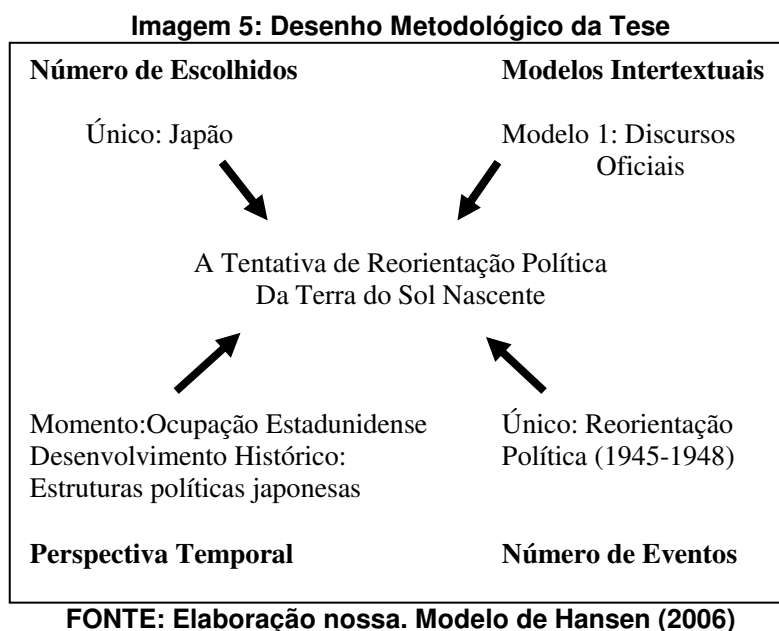 Imagem 5: Desenho Metodológico da Tese
Número de Escolhidos
Modelos Intertextuais
Único: Japão
Modelo 1: Discursos
Oficiais
A Tentativa de Reorientação Política
Da Terra do Sol Nascente
Momento:Ocupação Estadunidense
Desenvolvimento Histórico:
Estruturas políticas japonesas
Único: Reorientação
Política (1945-1948)
Perspectiva Temporal
Número de Eventos
FONTE: Elaboração nossa. Modelo de Hansen (2006)